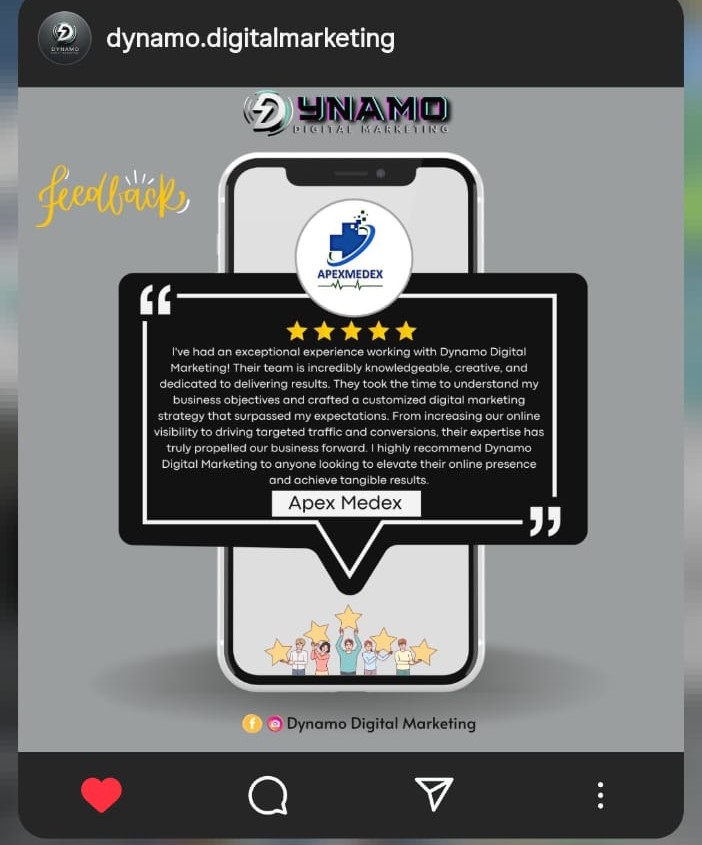 DYNAMO
dynamo.digitalmarketing
DYNAMO
DIGITAL MARKETING
feedback
APEXMEDEX
I've had an exceptional experience working with Dynamo Digital
Marketing! Their team is incredibly knowledgeable, creative, and
dedicated to delivering results. They took the time to understand my
business objectives and crafted a customized digital marketing
strategy that surpassed my expectations. From increasing our online
visibility to driving targeted traffic and conversions, their expertise has
truly propelled our business forward. I highly recommend Dynamo
Digital Marketing to anyone looking to elevate their online presence
and achieve tangible results.
Apex Medex
Dynamo Digital Marketing